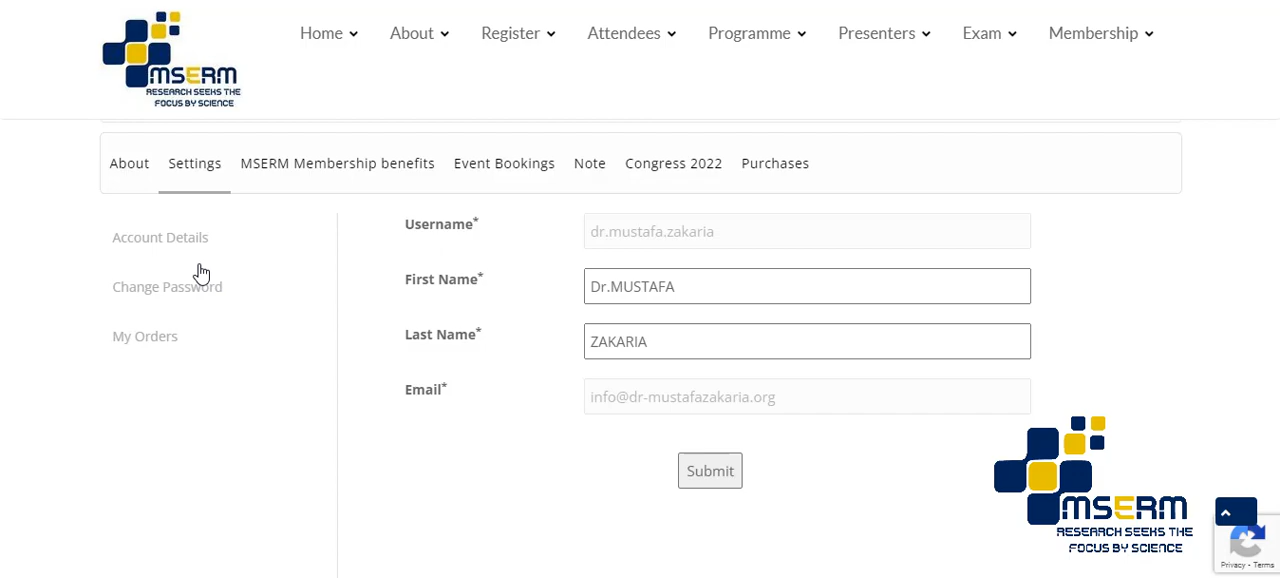 Home About Register Attendees Programme Presenters Exam Membership
MSERM
RESEARCH SEEKS THE
FOCUS BY SCIENCE
About Settings MSERM Membership benefits Event Bookings Note Congress 2022 Purchases
Account Details
Change Password
My Orders
Username* dr.mustafa.zakaria
First Name* Dr.MUSTAFA
Last Name* ZAKARIA
Email* info@dr-mustafazakaria.org
Submit
MSERM
RESEARCH SEEKS THE
FOCUS BY SCIENCE
Privacy - Terms